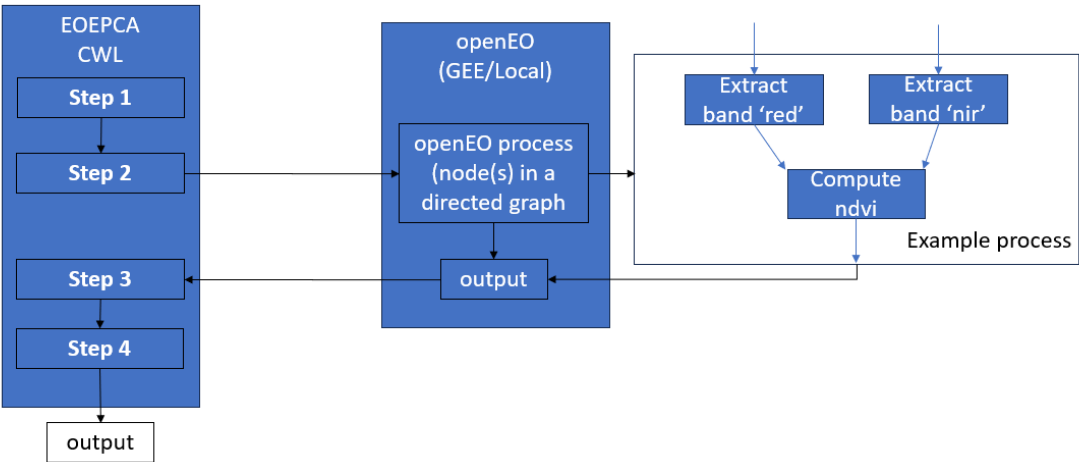 EOEPCA
CWL
Step 1
Step 2
Step 3
Step 4
output
openEO
(GEE/Local)
openEO process
(node(s) in a
directed graph
output
Extract
band ‘red’
Extract
band ‘nir’
Compute
ndvi
Example process